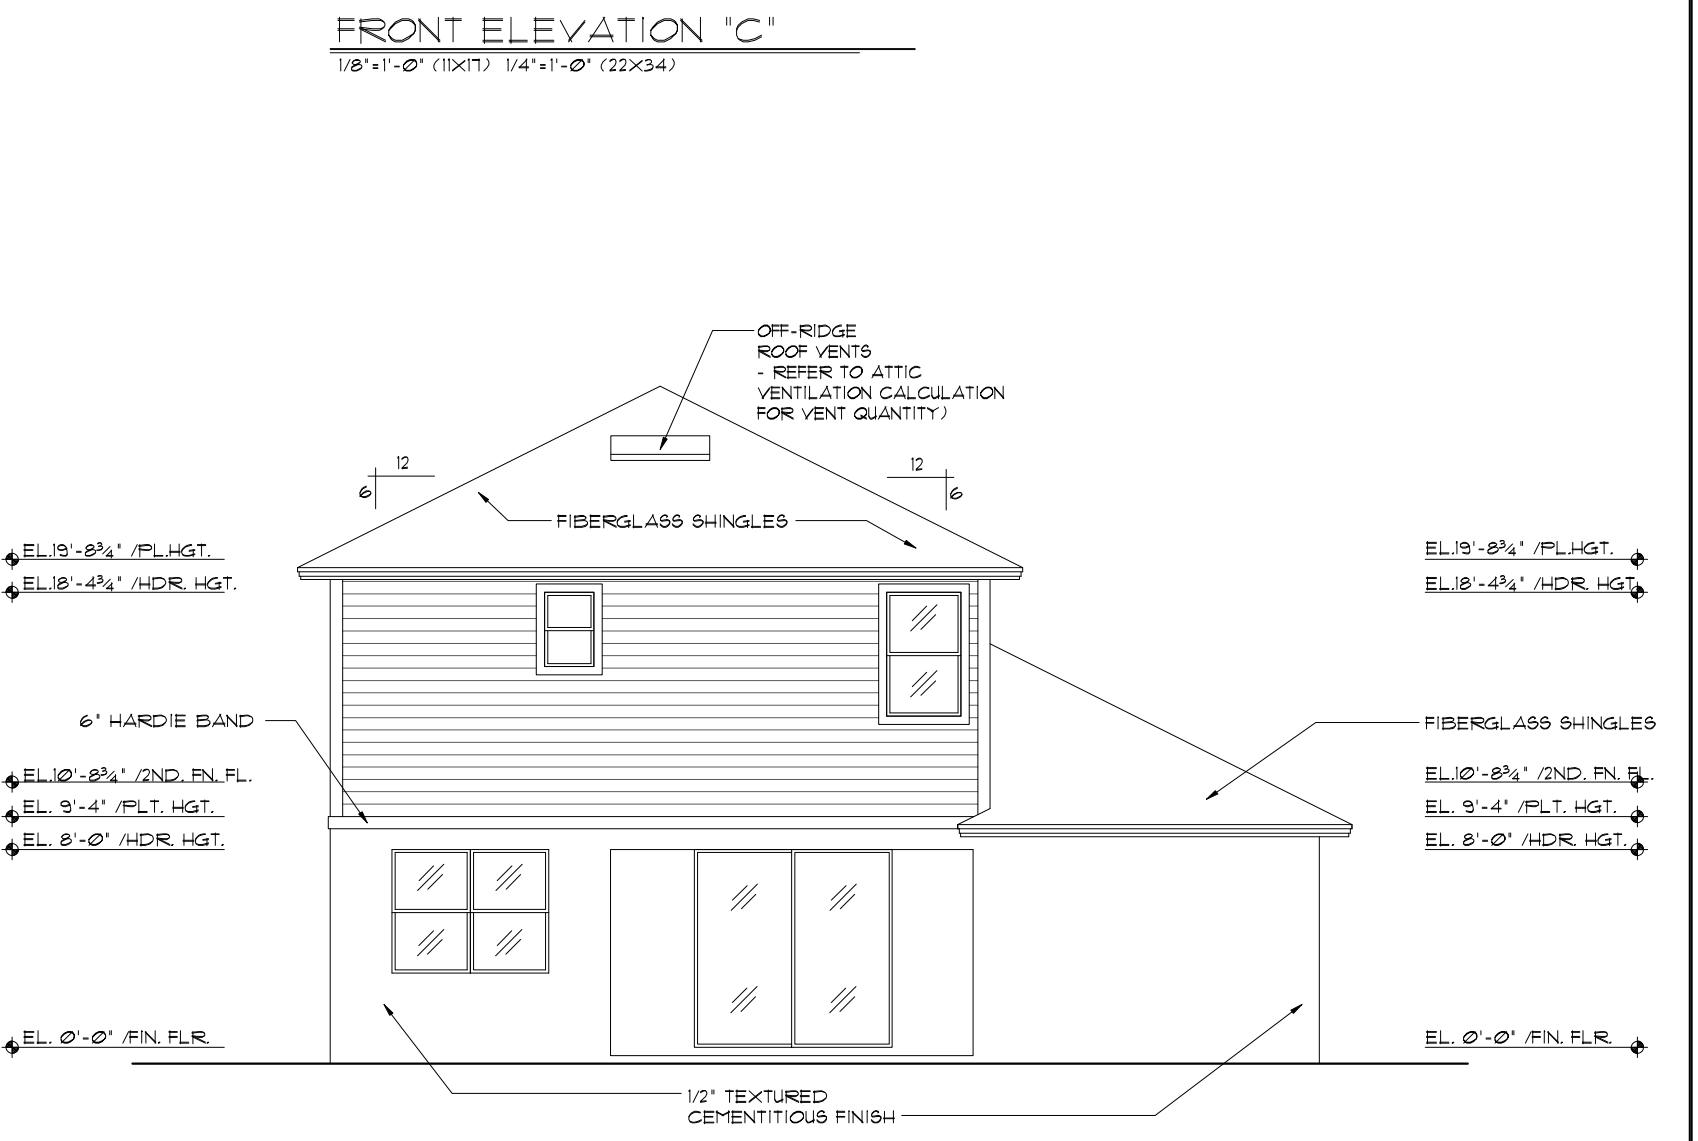 FRONT ELEVATION "C"
1/8"=1'-0" (11X17) 1/4"=1'-0" (22X34)
OFF-RIDGE
ROOF VENTS
- REFER TO ATTIC
VENTILATION CALCULATION
FOR VENT QUANTITY)
12
6
12
6
FIBERGLASS SHINGLES
EL.19'-8¾" /PL.HGT.
EL.18'-4¾" /HDR. HGT.
EL.19'-8¾" /PL.HGT.
EL.18'-4¾" /HDR. HGT.
6" HARDIE BAND
FIBERGLASS SHINGLES
EL.10'-8¾" /2ND. FN. FL.
EL. 9'-4" /PLT. HGT.
EL. 8'-0" /HDR. HGT.
EL.10'-8¾" /2ND. FN. FL.
EL. 9'-4" /PLT. HGT.
EL. 8'-0" /HDR. HGT.
EL. 0'-0" /FIN. FLR.
EL. 0'-0" /FIN. FLR.
1/2" TEXTURED
CEMENTITIOUS FINISH